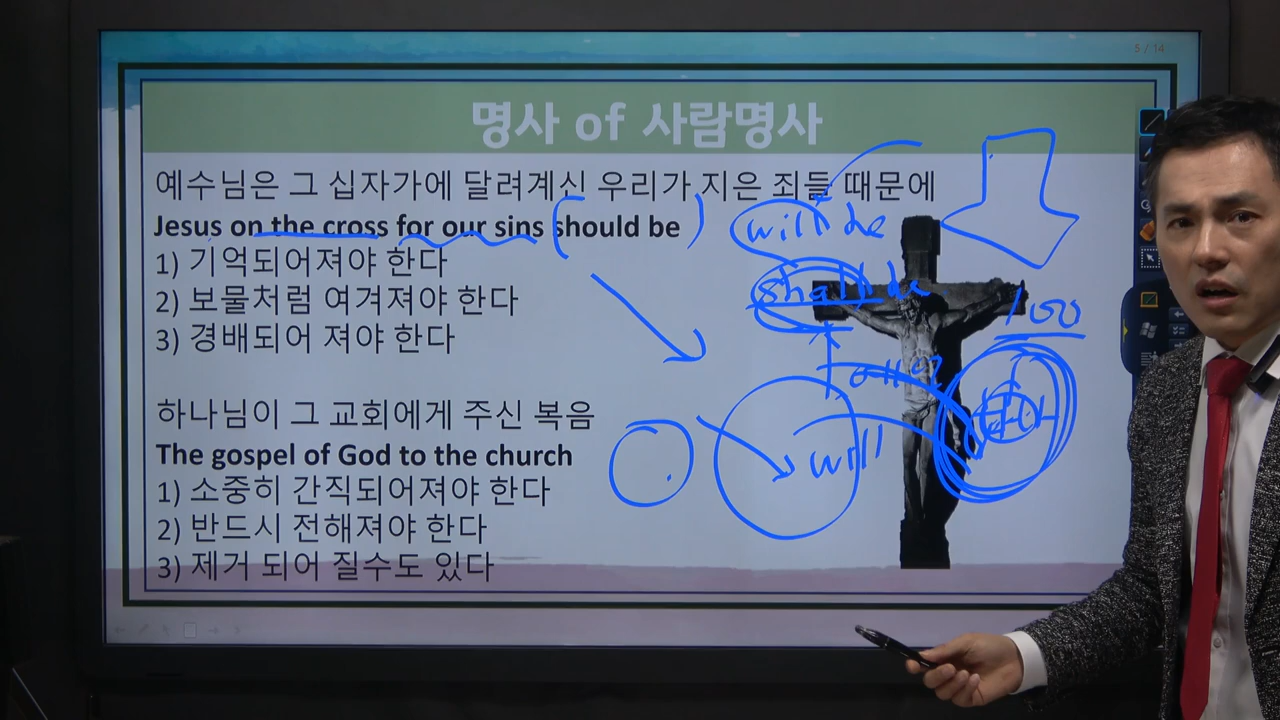 5 / 14
명사 of 사람명사
예수님은 그 십자가에 달려계신 우리가 지은 죄들 때문에
Jesus on the cross for our sins should be
will be
1) 기억되어져야 한다
2) 보물처럼 여겨져야 한다
shall be
3) 경배되어 져야 한다
100
하나님이 그 교회에게 주신 복음
The gospel of God to the church
will
1) 소중히 간직되어져야 한다
2) 반드시 전해져야 한다
3) 제거 되어 질수도 있다